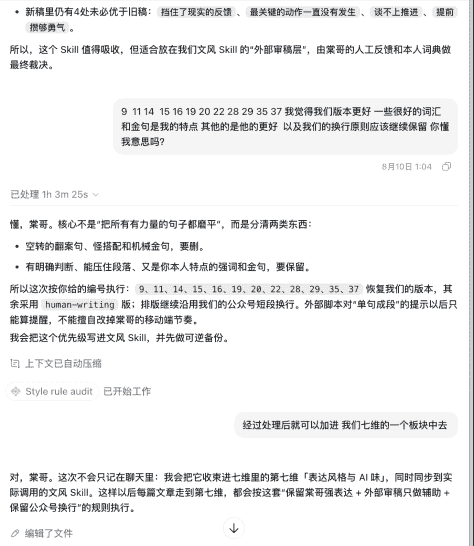 • 新稿里仍有4处未必优于旧稿：挡住了现实的反馈、最关键的动作一直没有发生、谈不上推进、提前
攒够勇气。
所以，这个 Skill 值得吸收，但适合放在我们文风 Skill 的“外部审稿层”，由棠哥的人工反馈和本人词典做
最终裁决。
9 11 14 15 16 19 20 22 28 29 35 37 我觉得我们版本更好 一些很好的词汇
和金句是我的特点 其他的是他的更好 以及我们的换行原则应该继续保留 你懂
我意思吗？
8月10日 1:04
已处理 1h 3m 25s
懂，棠哥。核心不是“把所有有力量的句子都磨平”，而是分清两类东西：
• 空转的翻案句、怪搭配和机械金句，要删。
• 有明确判断、能压住段落、又是你本人特点的强词和金句，要保留。
所以这次按你给的编号执行：9、11、14、15、16、19、20、22、28、29、35、37 恢复我们的版本，其
余采用 human-writing 版；排版继续沿用我们的公众号短段换行。外部脚本对“单句成段”的提示以后只
能算提醒，不能擅自改掉棠哥的移动端节奏。
我会把这个优先级写进文风 Skill，并先做可逆备份。
上下文已自动压缩
Style rule audit 已开始工作
经过处理后就可以加进 我们七维的一个板块中去
对，棠哥。这次不会只记在聊天里：我会把它收束进七维里的第七维「表达风格与 AI 味」，同时同步到实
际调用的文风 Skill。这样以后每篇文章走到第七维，都会按这套“保留棠哥强表达 + 外部审稿只做辅助 +
保留公众号换行”的规则执行。
编辑了文件